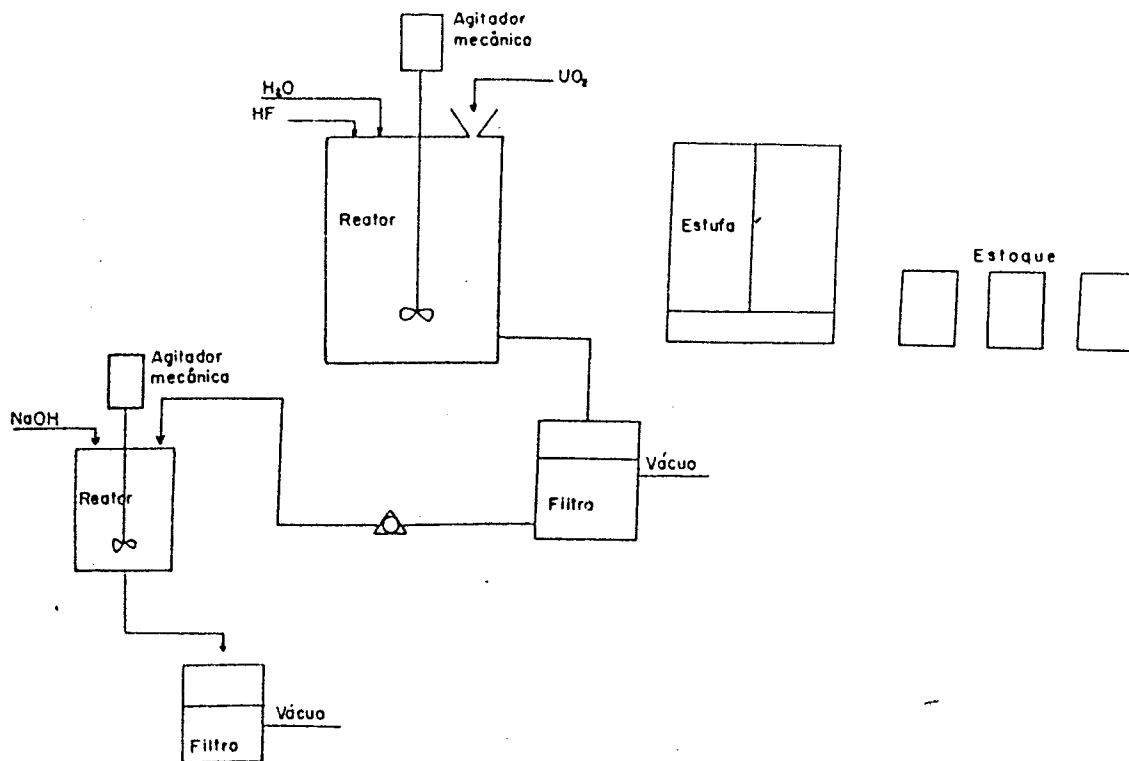 Agitador
mecânica
UO₂
H₂O
HF
Reator
Estufa
Estoque
Agitador
mecânica
NaOH
Reator
Vácuo
Filtro
Vácuo
Filtro